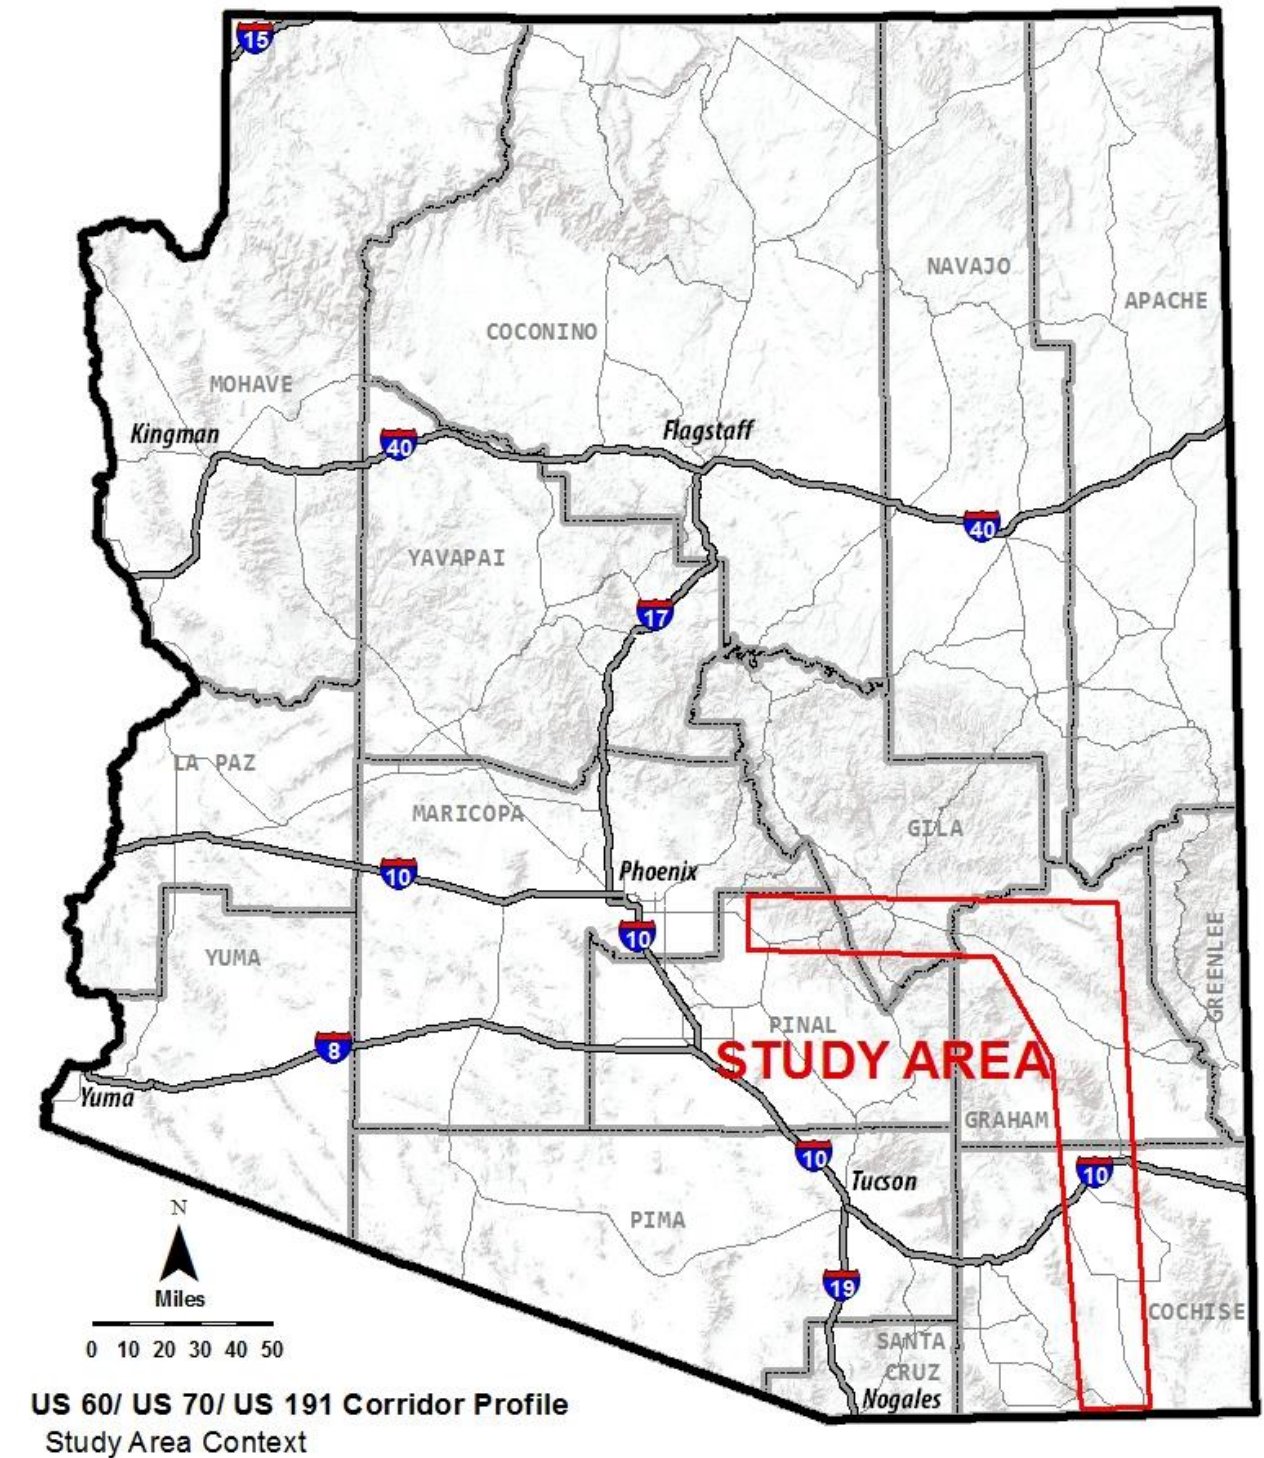 15
NAVAJO
APACHE
COCONINO
MOHAVE
Kingman
Flagstaff
40
40
YAVAPAI
17
LA PAZ
MARICOPA
GILA
Phoenix
10
10
YUMA
GREENLEE
PINAL
STUDY AREA
8
Yuma
GRAHAM
10
Tucson
10
N
PIMA
Miles
19
0 10 20 30 40 50
COCHISE
SANTA
CRUZ
Nogales
US 60/ US 70/ US 191 Corridor Profile
Study Area Context